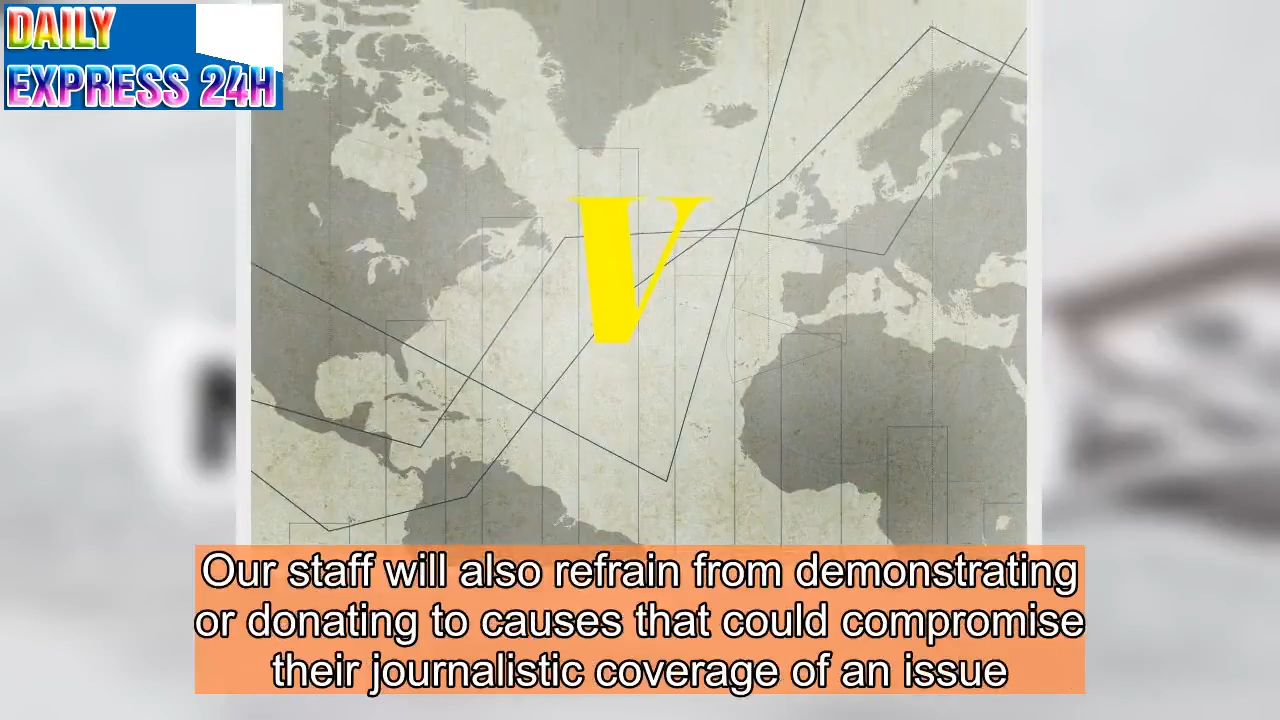 DAILY
EXPRESS 24H
V
Our staff will also refrain from demonstrating
or donating to causes that could compromise
their journalistic coverage of an issue